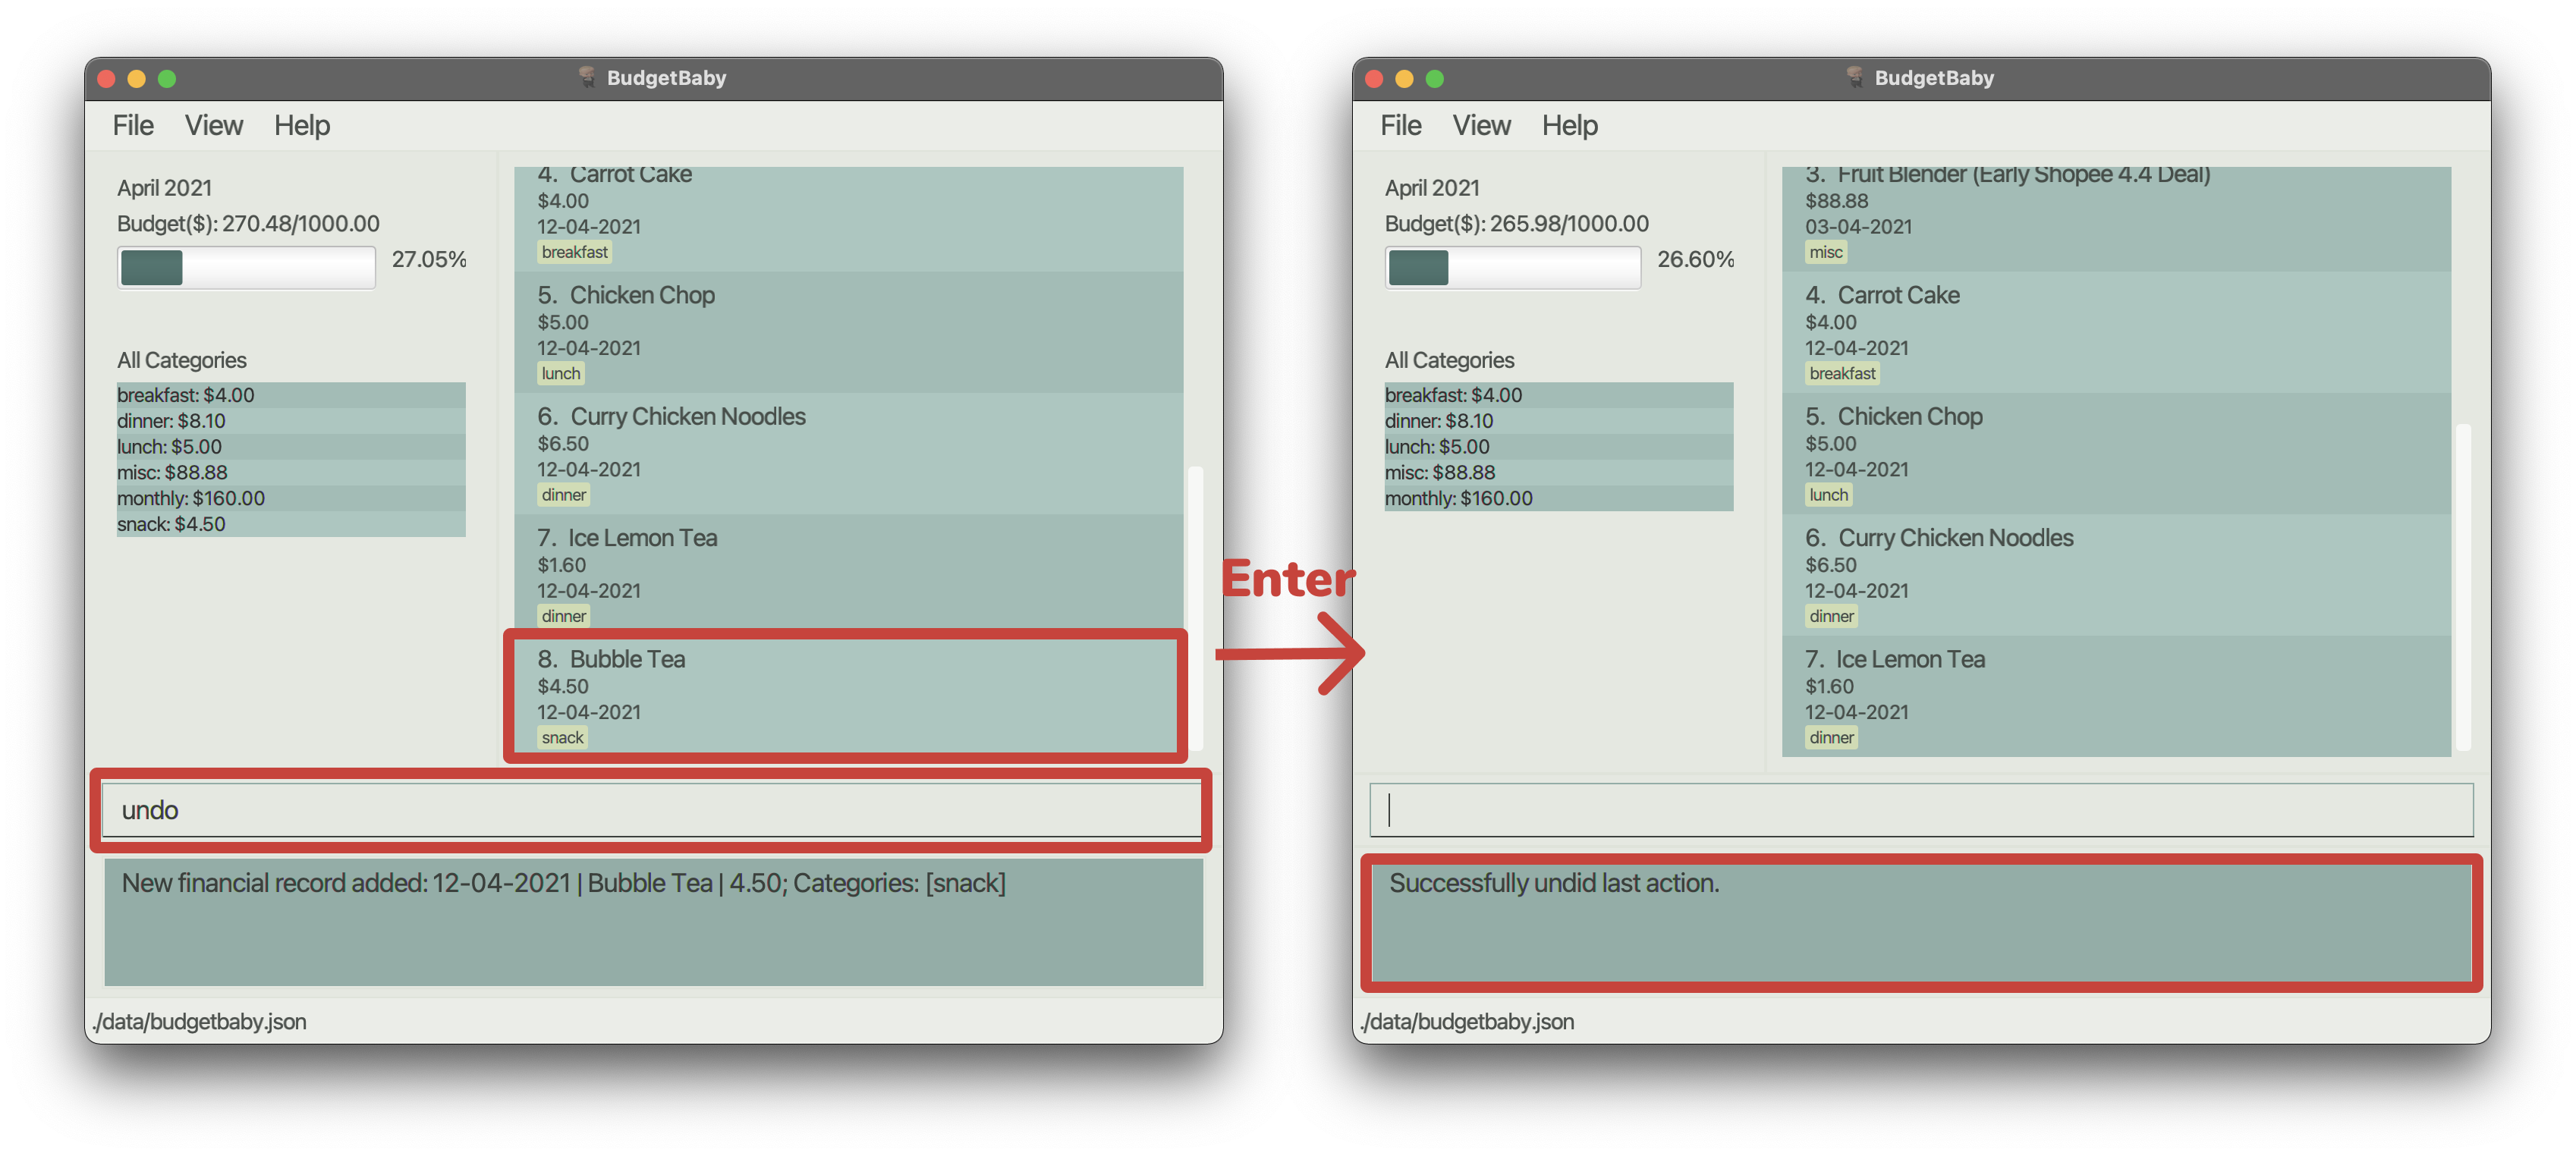 BudgetBaby
File View Help
April 2021
Budget($): 270.48/1000.00
27.05%
All Categories
breakfast: $4.00
dinner: $8.10
lunch: $5.00
misc: $88.88
monthly: $160.00
snack: $4.50
4. Carrot Cake
$4.00
12-04-2021
breakfast
5. Chicken Chop
$5.00
12-04-2021
lunch
6. Curry Chicken Noodles
$6.50
12-04-2021
dinner
7. Ice Lemon Tea
$1.60
12-04-2021
dinner
8. Bubble Tea
$4.50
12-04-2021
snack
undo
New financial record added: 12-04-2021 | Bubble Tea | 4.50; Categories: [snack]
./data/budgetbaby.json
Enter
BudgetBaby
File View Help
April 2021
Budget($): 265.98/1000.00
26.60%
All Categories
breakfast: $4.00
dinner: $8.10
lunch: $5.00
misc: $88.88
monthly: $160.00
3. Fruit Blender (Early Shopee 4.4 Deal)
$88.88
03-04-2021
misc
4. Carrot Cake
$4.00
12-04-2021
breakfast
5. Chicken Chop
$5.00
12-04-2021
lunch
6. Curry Chicken Noodles
$6.50
12-04-2021
dinner
7. Ice Lemon Tea
$1.60
12-04-2021
dinner
Successfully undid last action.
./data/budgetbaby.json